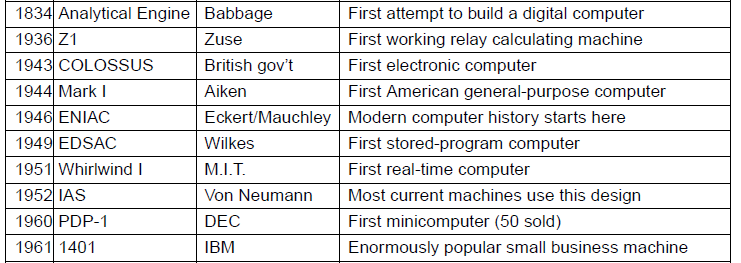 1834 Analytical Engine Babbage First attempt to build a digital computer
1936 Z1 Zuse First working relay calculating machine
1943 COLOSSUS British gov't First electronic computer
1944 Mark I Aiken First American general-purpose computer
1946 ENIAC Eckert/Mauchley Modern computer history starts here
1949 EDSAC Wilkes First stored-program computer
1951 Whirlwind I M.I.T. First real-time computer
1952 IAS Von Neumann Most current machines use this design
1960 PDP-1 DEC First minicomputer (50 sold)
1961 1401 IBM Enormously popular small business machine